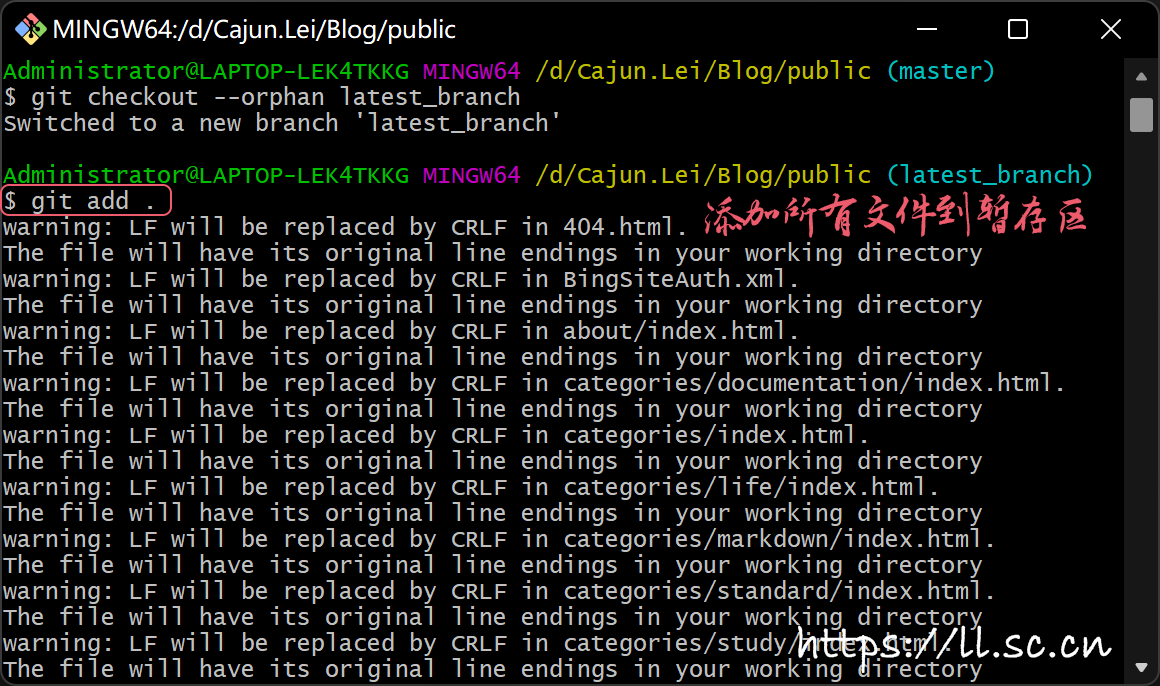 MINGW64:/d/Cajun.Lei/Blog/public
Administrator@LAPTOP-LEK4TKKG MINGW64 /d/Cajun.Lei/Blog/public (master)
$ git checkout --orphan latest_branch
Switched to a new branch 'latest_branch'
Administrator@LAPTOP-LEK4TKKG MINGW64 /d/Cajun.Lei/Blog/public (latest_branch)
$ git add .
添加所有文件到暂存区
warning: LF will be replaced by CRLF in 404.html.
The file will have its original line endings in your working directory
warning: LF will be replaced by CRLF in BingSiteAuth.xml.
The file will have its original line endings in your working directory
warning: LF will be replaced by CRLF in about/index.html.
The file will have its original line endings in your working directory
warning: LF will be replaced by CRLF in categories/documentation/index.html.
The file will have its original line endings in your working directory
warning: LF will be replaced by CRLF in categories/index.html.
The file will have its original line endings in your working directory
warning: LF will be replaced by CRLF in categories/life/index.html.
The file will have its original line endings in your working directory
warning: LF will be replaced by CRLF in categories/markdown/index.html.
The file will have its original line endings in your working directory
warning: LF will be replaced by CRLF in categories/standard/index.html.
The file will have its original line endings in your working directory
warning: LF will be replaced by CRLF in categories/study/index.html.
The file will have its original line endings in your working directory
https://ll.sc.cn